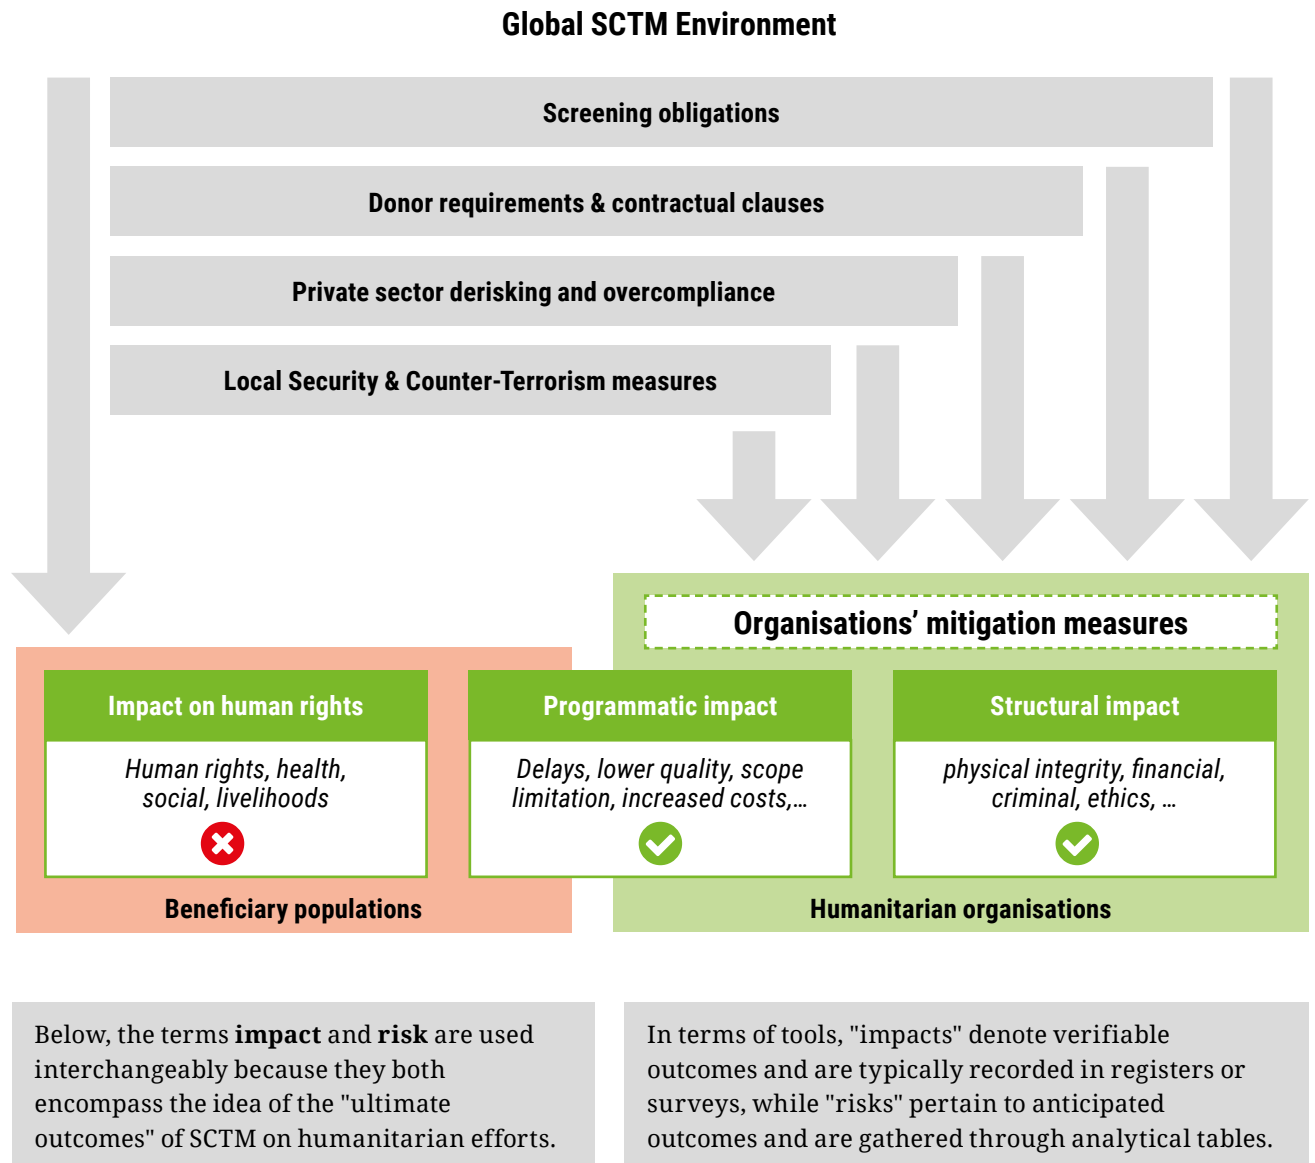 Global SCTM Environment
Screening obligations
Donor requirements & contractual clauses
Private sector derisking and overcompliance
Local Security & Counter-Terrorism measures
Organisations’ mitigation measures
Impact on human rights
Human rights, health,
social, livelihoods
Programmatic impact
Delays, lower quality, scope
limitation, increased costs,...
Structural impact
physical integrity, financial,
criminal, ethics, ...
Beneficiary populations
Humanitarian organisations
Below, the terms impact and risk are used
interchangeably because they both
encompass the idea of the "ultimate
outcomes" of SCTM on humanitarian efforts.
In terms of tools, "impacts" denote verifiable
outcomes and are typically recorded in registers or
surveys, while "risks" pertain to anticipated
outcomes and are gathered through analytical tables.